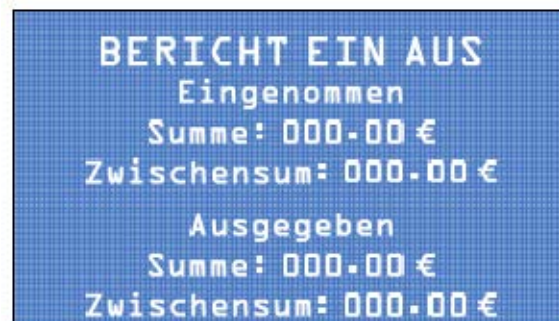 BERICHT EIN AUS
Eingenommen
Summe: 000.00 €
Zwischensum: 000.00 €
Ausgegeben
Summe: 000.00 €
Zwischensum: 000.00 €